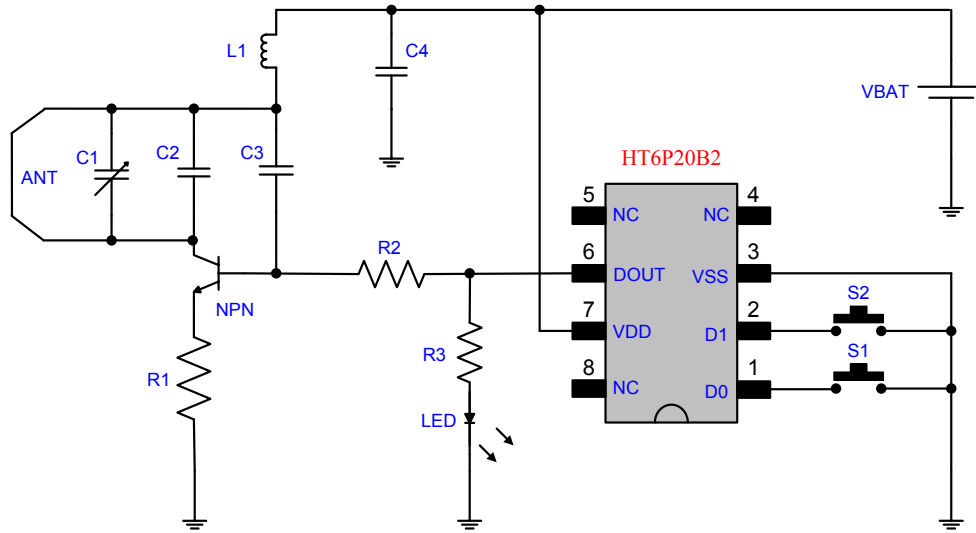 L1
C4
VBAT
C1
C2
C3
ANT
HT6P20B2
5
4
NC
NC
R2
6
3
DOUT
VSS
NPN
7
2
S2
VDD
D1
R3
R1
8
1
S1
NC
D0
LED